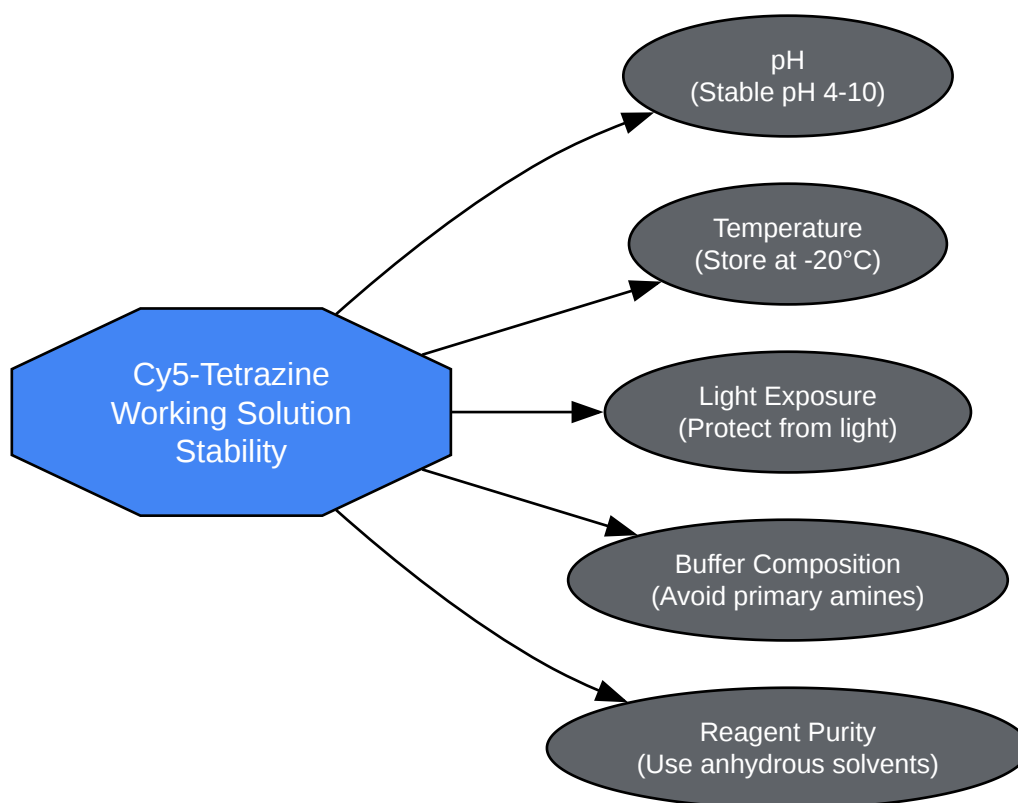 Cy5-Tetrazine
Working Solution
Stability
pH
(Stable pH 4-10)
Temperature
(Store at -20°C)
Light Exposure
(Protect from light)
Buffer Composition
(Avoid primary amines)
Reagent Purity
(Use anhydrous solvents)